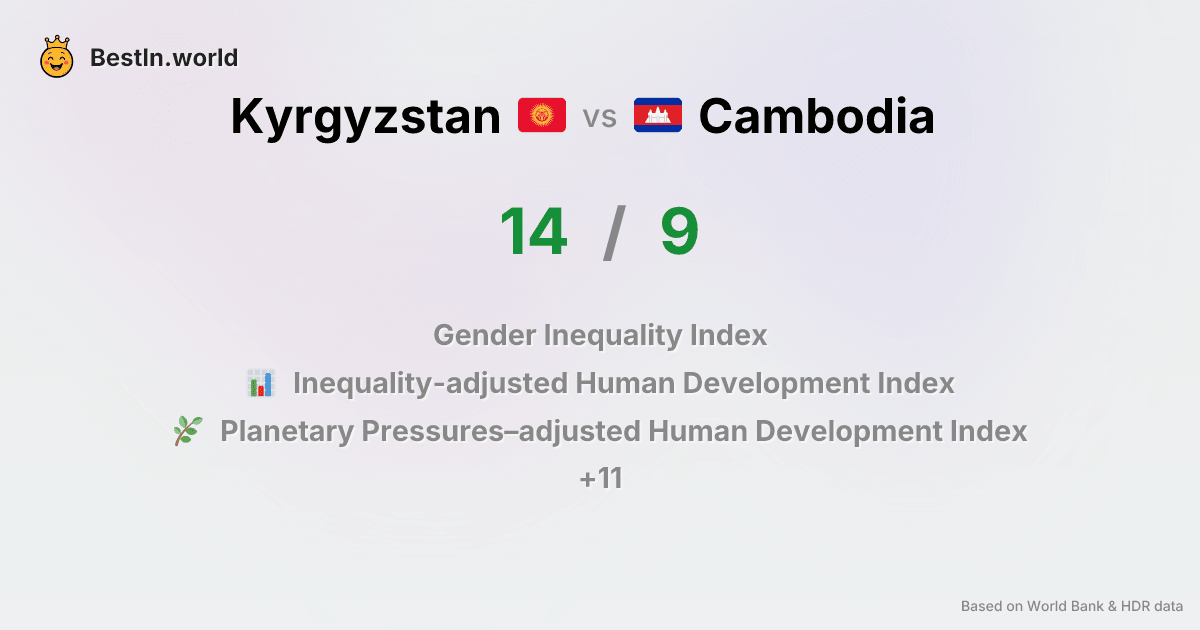 BestIn.world
Kyrgyzstan vs Cambodia
14 / 9
Gender Inequality Index
Inequality-adjusted Human Development Index
Planetary Pressures–adjusted Human Development Index
+11
Based on World Bank & HDR data